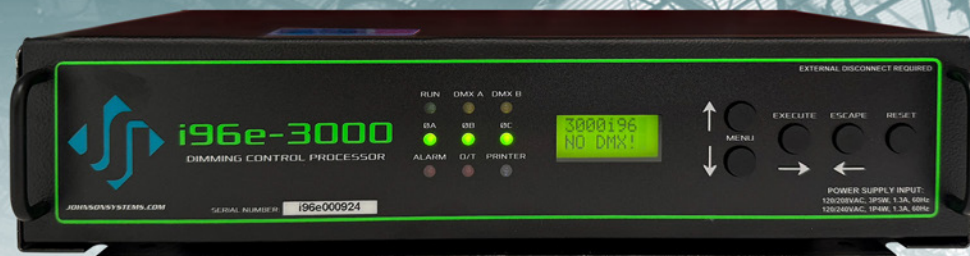 EXTERNAL DISCONNECT REQUIRED
RUN DMX A DMX B
ØA ØB ØC
ALARM O/T PRINTER
i96e-3000
DIMMING CONTROL PROCESSOR
JOHNSONSYSTEMS.COM
SERIAL NUMBER: i96e000924
3000i96
NO DMX!
MENU
EXECUTE ESCAPE RESET
POWER SUPPLY INPUT:
120/208VAC, 3P5W, 1.3A, 60Hz
120/240VAC, 1P4W, 1.3A, 60Hz